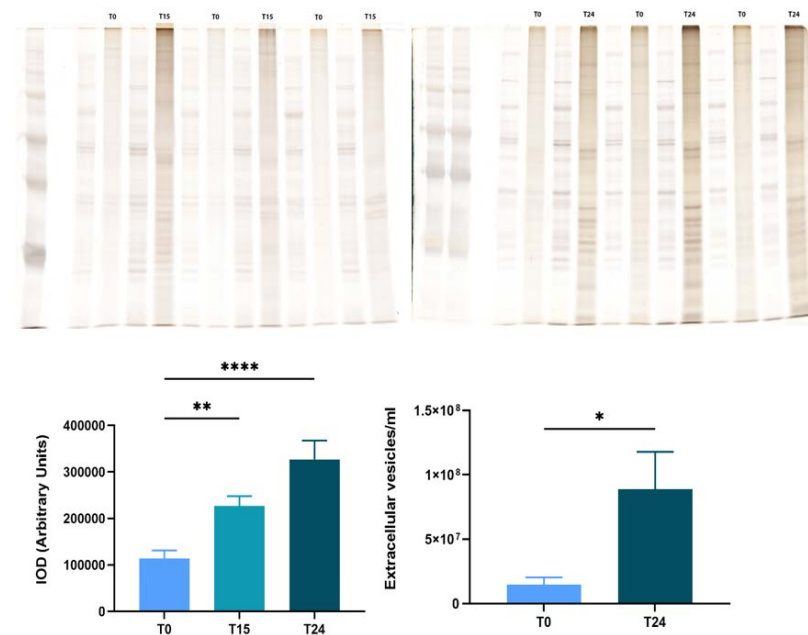 T0 T15 T0 T15 T0 T15
T0 T24 T0 T24 T0 T24
****
**
IOD (Arbitrary Units)
400000
300000
200000
100000
0
T0 T15 T24
*
Extracellular vesicles/ml
1.5×10⁸
1×10⁸
5×10⁷
0
T0 T24